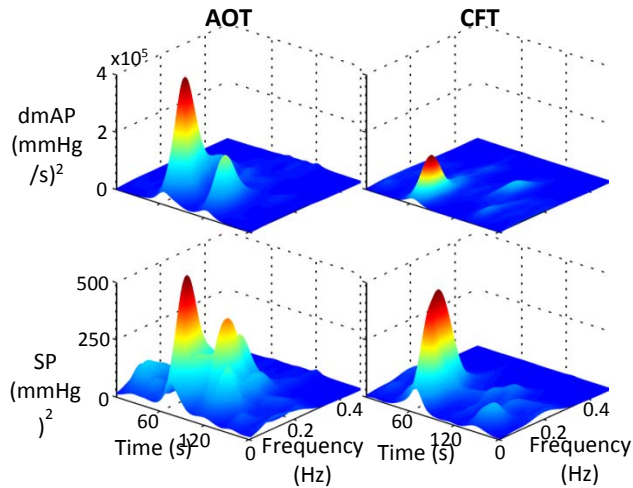 AOT
CFT
x10⁵
4
2
0
dmAP
(mmHg
/s)²
500
250
0
SP
(mmHg
)²
60
120
0
0.2
0.4
Time (s)
Frequency
(Hz)
60
120
0
0.2
0.4
Time (s)
Frequency
(Hz)